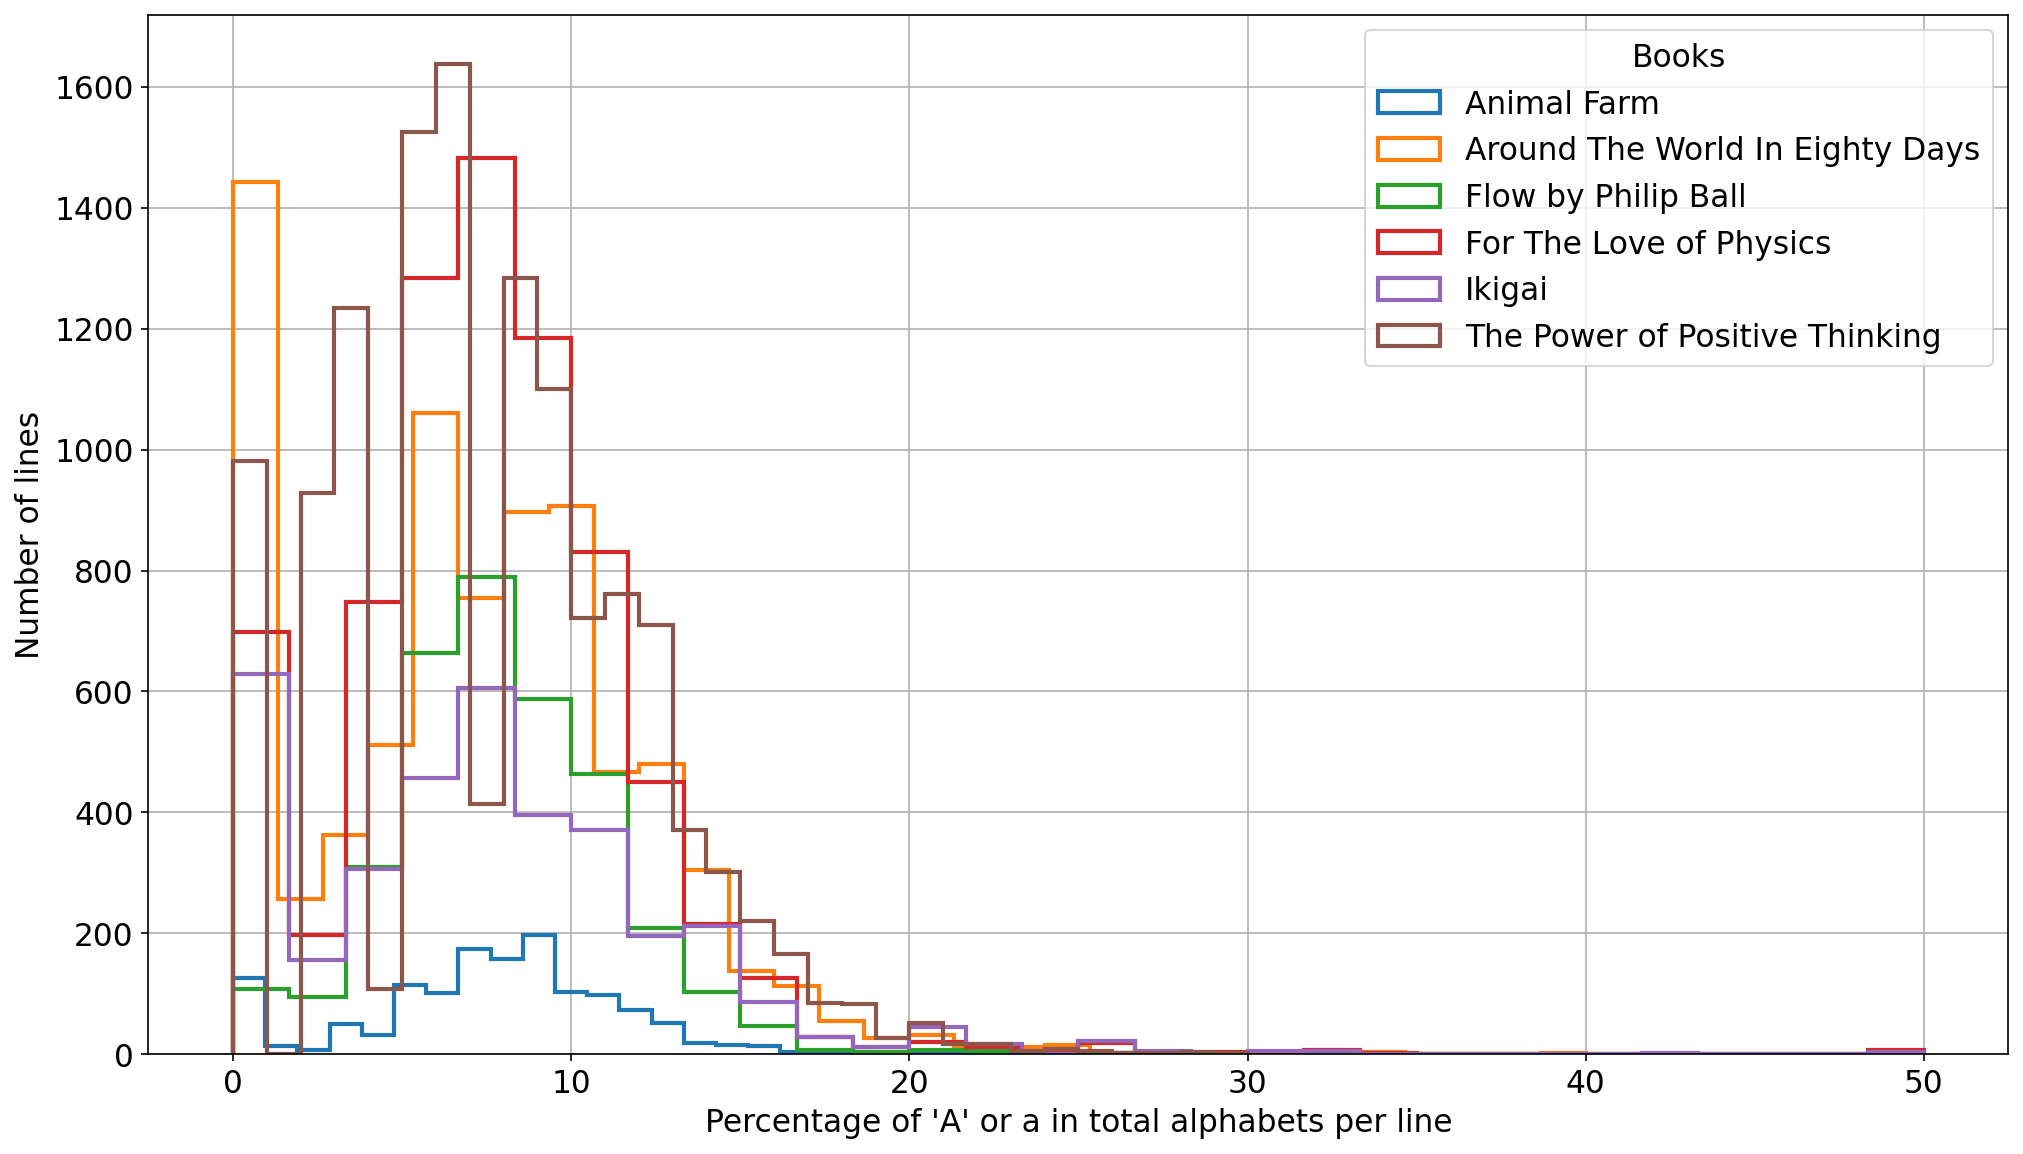 Books
Animal Farm
Around The World In Eighty Days
Flow by Philip Ball
For The Love of Physics
Ikigai
The Power of Positive Thinking
1600
1400
1200
1000
800
600
400
200
0
Number of lines
0 10 20 30 40 50
Percentage of 'A' or a in total alphabets per line